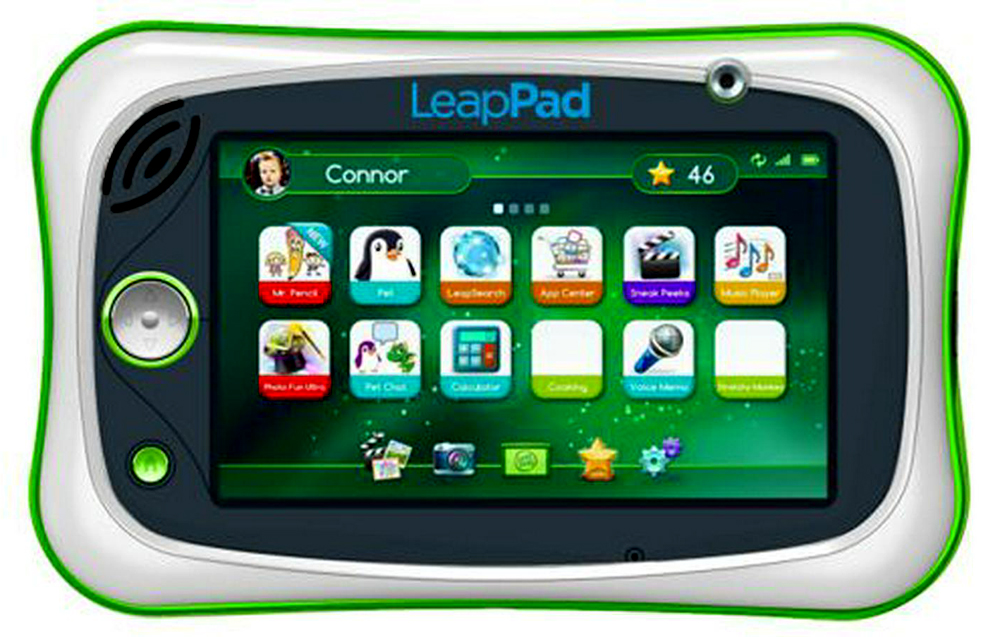 LeapPad
Connor
46
NEW
Mr. Pencil
Pet
LeapSearch
App Center
Sneak Peeks
Music Player
Photo Fun Ultra
Pet Chat
Calculator
Cooking
Voice Memo